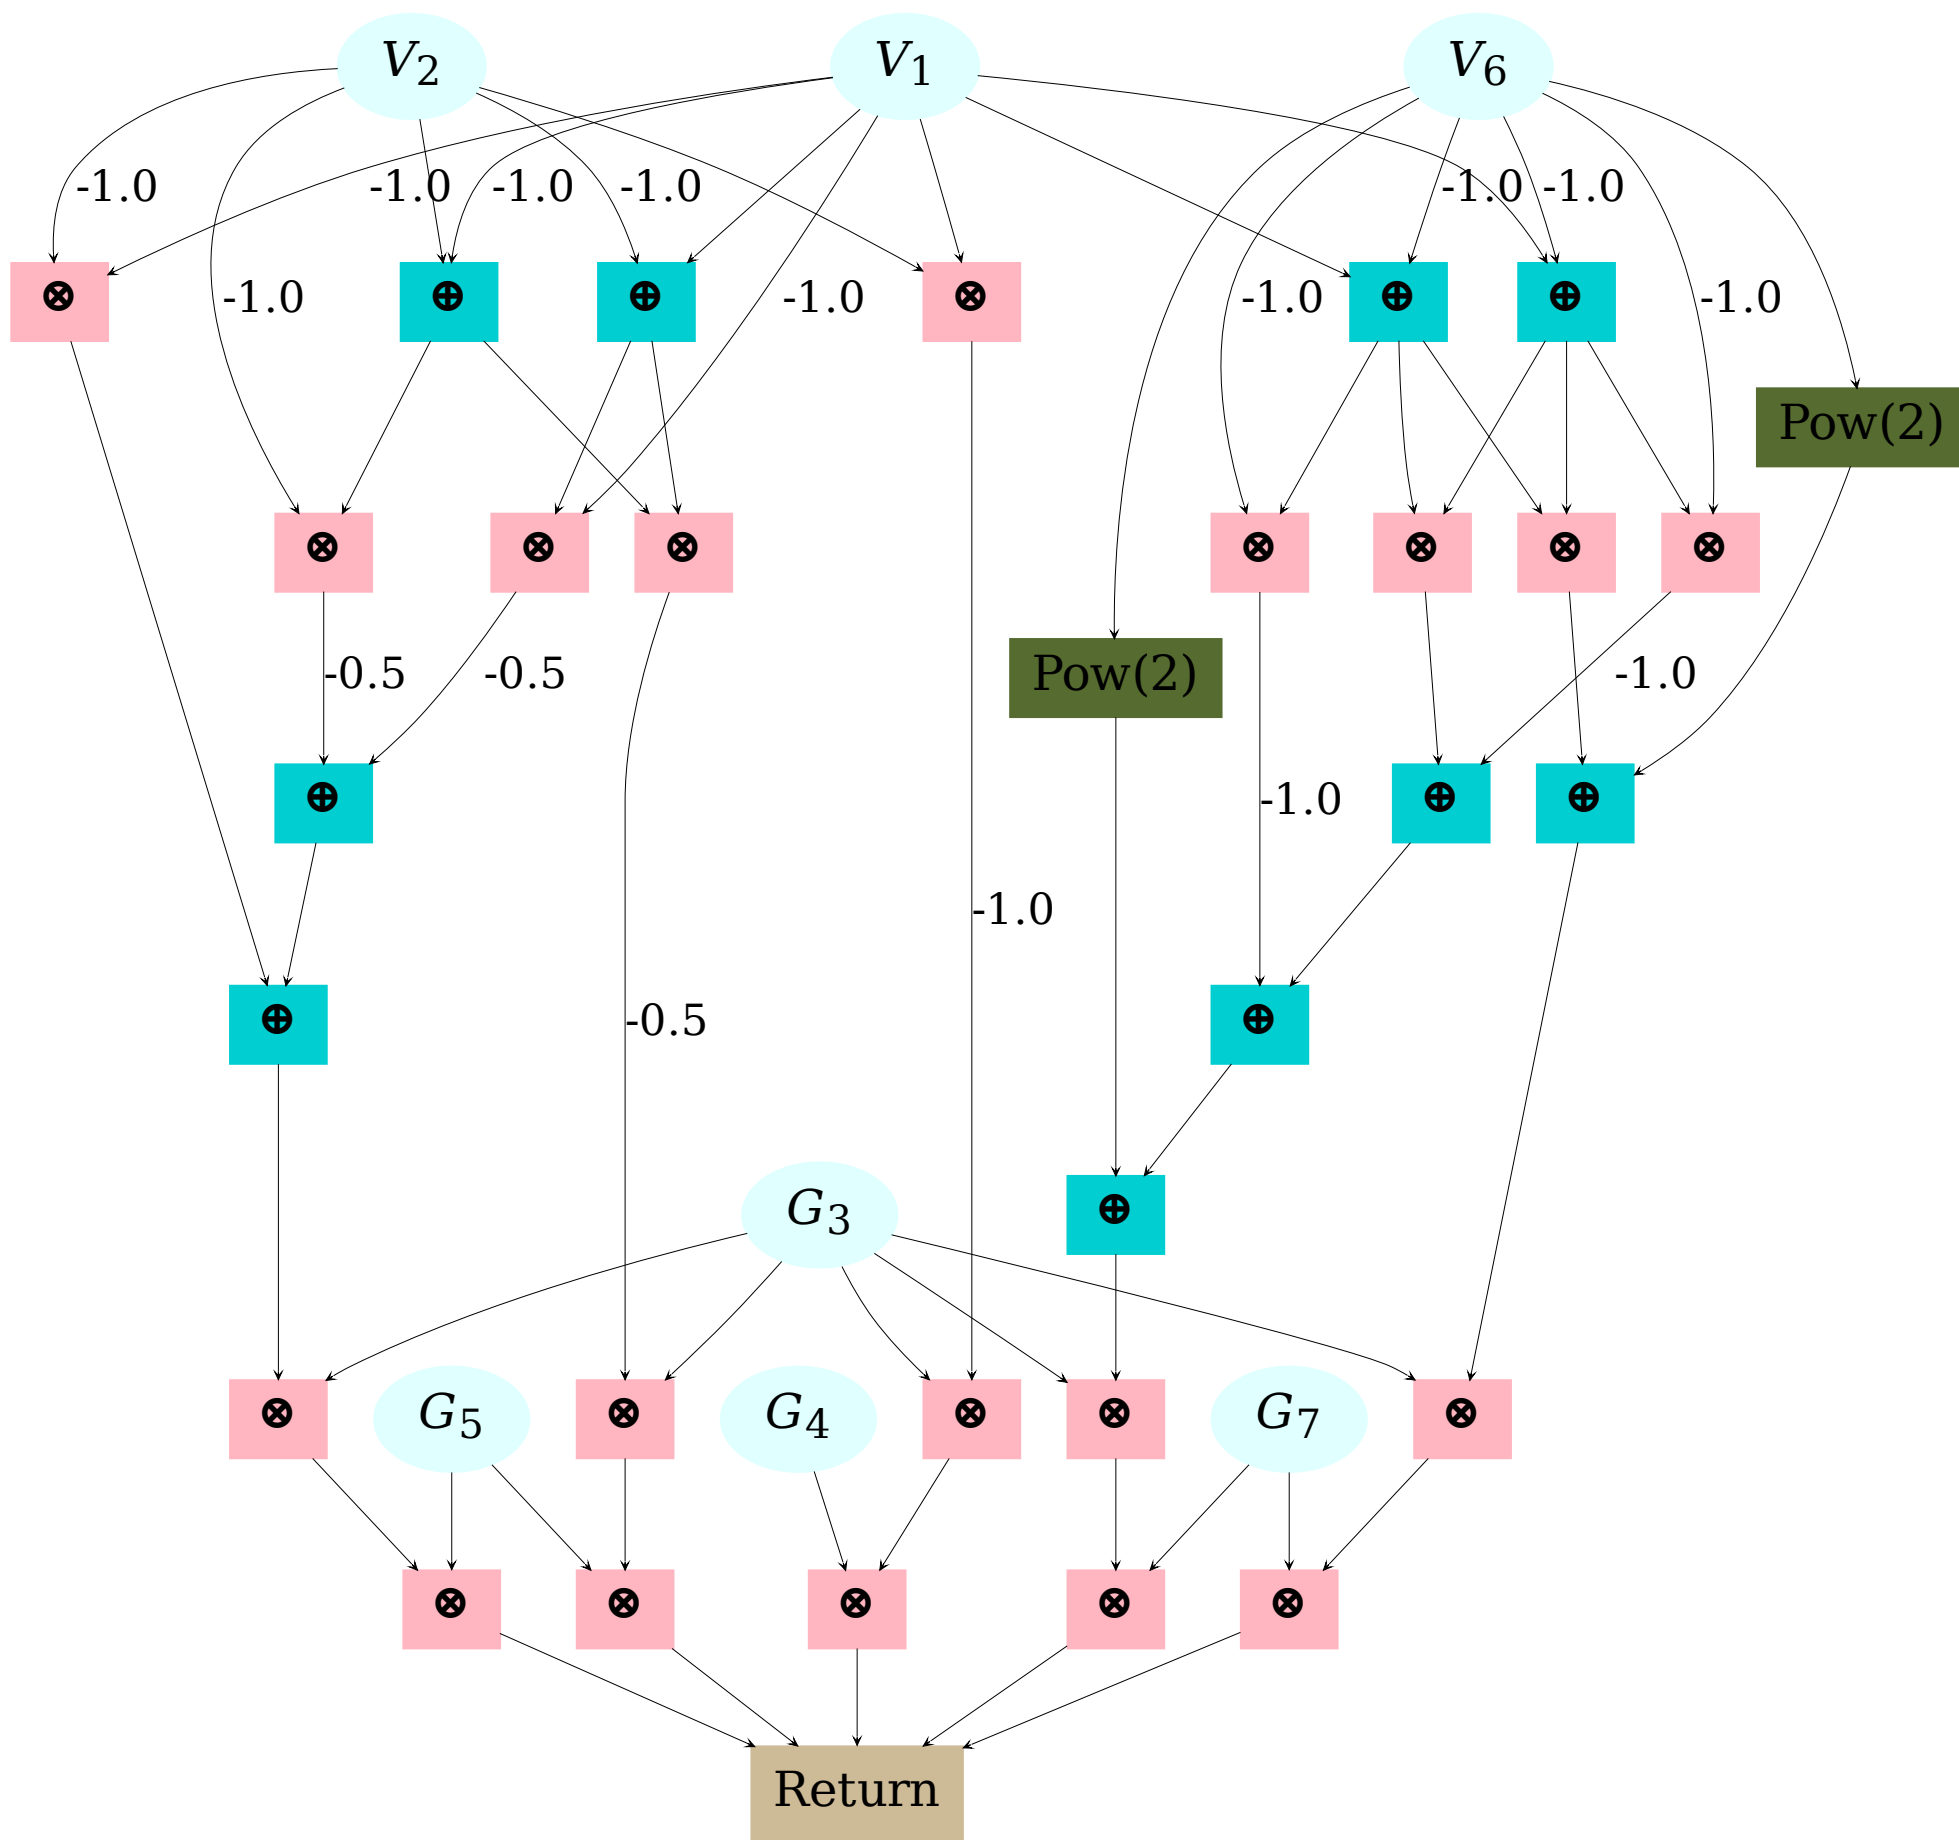 V2 V1 V6
-1.0 -1.0 -1.0 -1.0 -1.0 -1.0
⊗ -1.0 ⊕ ⊕ -1.0 ⊗ -1.0 ⊕ ⊕ -1.0
Pow(2)
⊗ ⊗ ⊗ ⊗ ⊗ ⊗ ⊗
-0.5 -0.5 Pow(2) -1.0
⊕ -1.0 ⊕ ⊕
-1.0
⊕ -0.5 ⊕
G3 ⊕
⊗ G5 ⊗ G4 ⊗ ⊗ G7 ⊗
⊗ ⊗ ⊗ ⊗ ⊗
Return